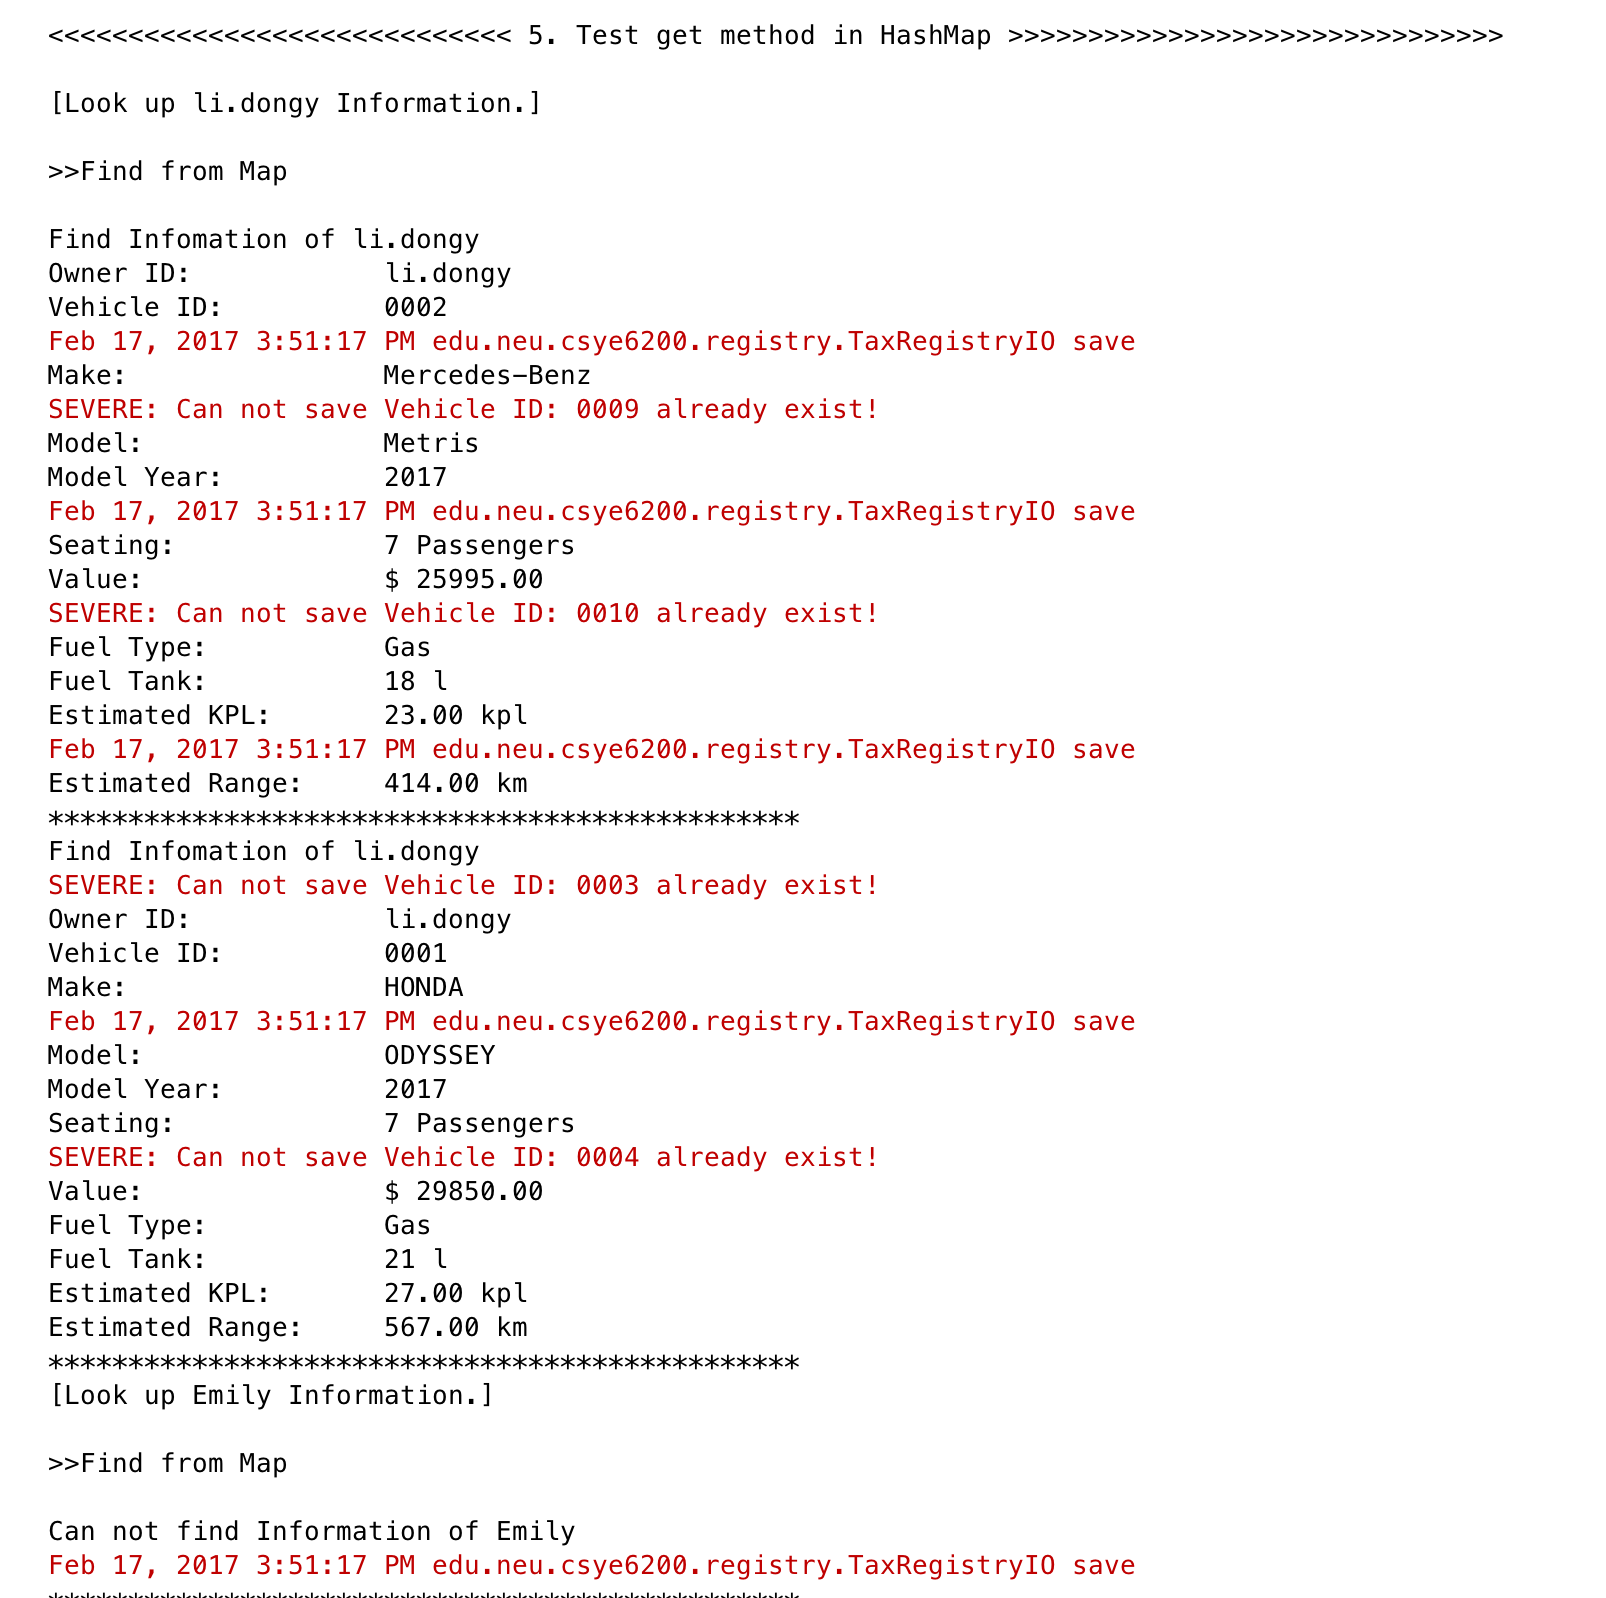 <<<<<<<<<<<<<<<<<<<<<<<<<<<<< 5. Test get method in HashMap >>>>>>>>>>>>>>>>>>>>>>>>>>>>>>>
[Look up li.dongy Information.]
>>Find from Map
Find Infomation of li.dongy
Owner ID: li.dongy
Vehicle ID: 0002
Feb 17, 2017 3:51:17 PM edu.neu.csye6200.registry.TaxRegistryIO save
Make: Mercedes-Benz
SEVERE: Can not save Vehicle ID: 0009 already exist!
Model: Metris
Model Year: 2017
Feb 17, 2017 3:51:17 PM edu.neu.csye6200.registry.TaxRegistryIO save
Seating: 7 Passengers
Value: $ 25995.00
SEVERE: Can not save Vehicle ID: 0010 already exist!
Fuel Type: Gas
Fuel Tank: 18 l
Estimated KPL: 23.00 kpl
Feb 17, 2017 3:51:17 PM edu.neu.csye6200.registry.TaxRegistryIO save
Estimated Range: 414.00 km
***********************************************
Find Infomation of li.dongy
SEVERE: Can not save Vehicle ID: 0003 already exist!
Owner ID: li.dongy
Vehicle ID: 0001
Make: HONDA
Feb 17, 2017 3:51:17 PM edu.neu.csye6200.registry.TaxRegistryIO save
Model: ODYSSEY
Model Year: 2017
Seating: 7 Passengers
SEVERE: Can not save Vehicle ID: 0004 already exist!
Value: $ 29850.00
Fuel Type: Gas
Fuel Tank: 21 l
Estimated KPL: 27.00 kpl
Estimated Range: 567.00 km
***********************************************
[Look up Emily Information.]
>>Find from Map
Can not find Information of Emily
Feb 17, 2017 3:51:17 PM edu.neu.csye6200.registry.TaxRegistryIO save
***********************************************